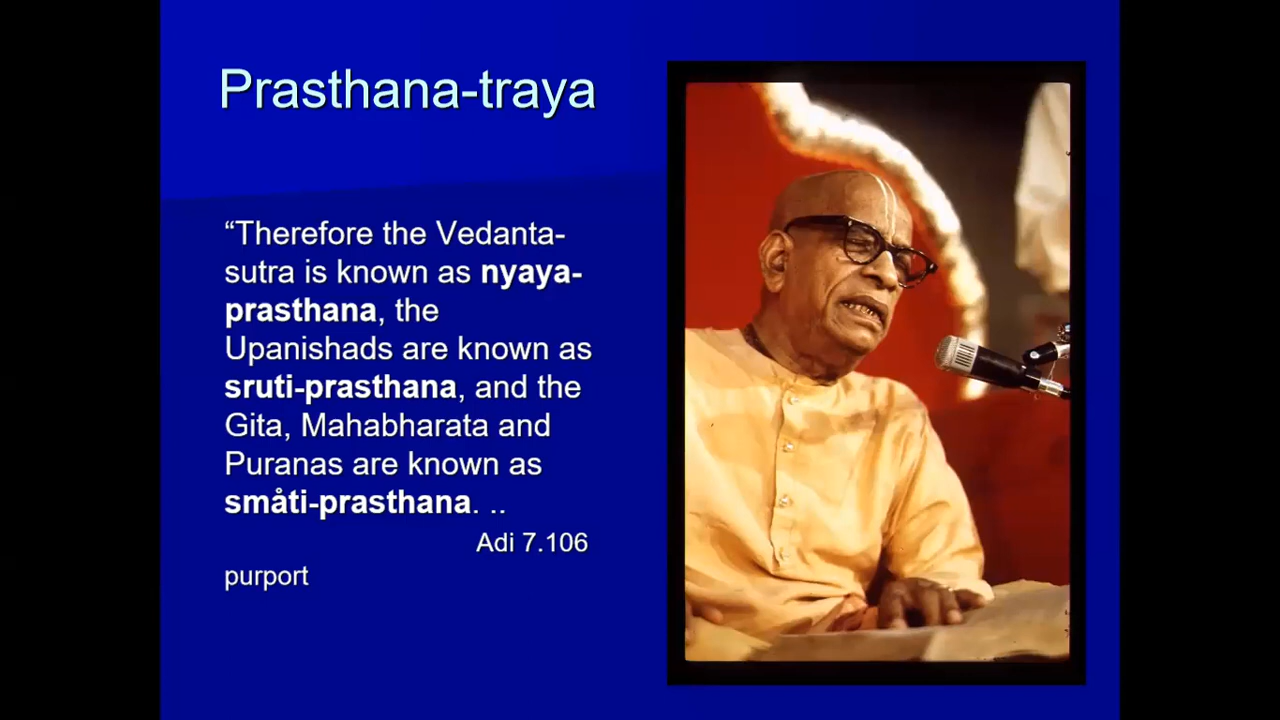 Prasthana-traya
“Therefore the Vedanta-
sutra is known as nyaya-
prasthana, the
Upanishads are known as
sruti-prasthana, and the
Gita, Mahabharata and
Puranas are known as
småti-prasthana. ..
Adi 7.106
purport